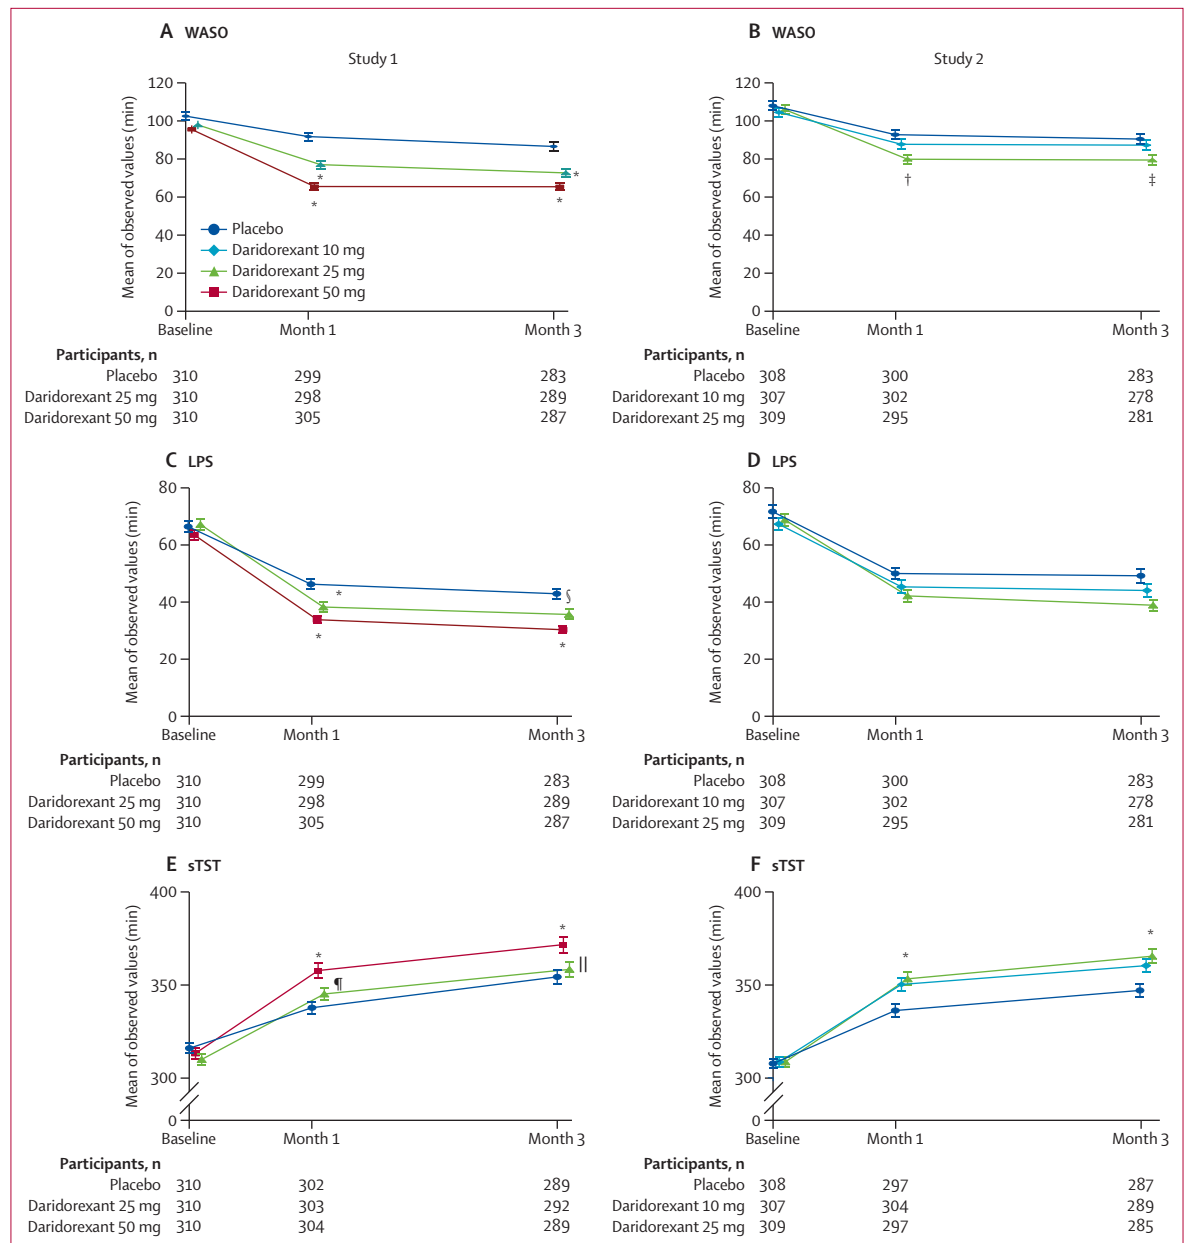 A WASO
Study 1
Mean of observed values (min)
120
100
80
60
40
20
0
*
*
*
*
Placebo
Daridorexant 10 mg
Daridorexant 25 mg
Daridorexant 50 mg
Baseline Month 1 Month 3
Participants, n
Placebo 310 299 283
Daridorexant 25 mg 310 298 289
Daridorexant 50 mg 310 305 287
B WASO
Study 2
Mean of observed values (min)
120
100
80
60
40
20
0
† ‡
Baseline Month 1 Month 3
Participants, n
Placebo 308 300 283
Daridorexant 10 mg 307 302 278
Daridorexant 25 mg 309 295 281
C LPS
Mean of observed values (min)
80
60
40
20
0
* §
* *
Baseline Month 1 Month 3
Participants, n
Placebo 310 299 283
Daridorexant 25 mg 310 298 289
Daridorexant 50 mg 310 305 287
D LPS
Mean of observed values (min)
80
60
40
20
0
Baseline Month 1 Month 3
Participants, n
Placebo 308 300 283
Daridorexant 10 mg 307 302 278
Daridorexant 25 mg 309 295 281
E sTST
Mean of observed values (min)
400
350
300
0
* *
¶ ||
Baseline Month 1 Month 3
Participants, n
Placebo 310 302 289
Daridorexant 25 mg 310 303 292
Daridorexant 50 mg 310 304 289
F sTST
Mean of observed values (min)
400
350
300
0
* *
Baseline Month 1 Month 3
Participants, n
Placebo 308 297 287
Daridorexant 10 mg 307 304 289
Daridorexant 25 mg 309 297 285